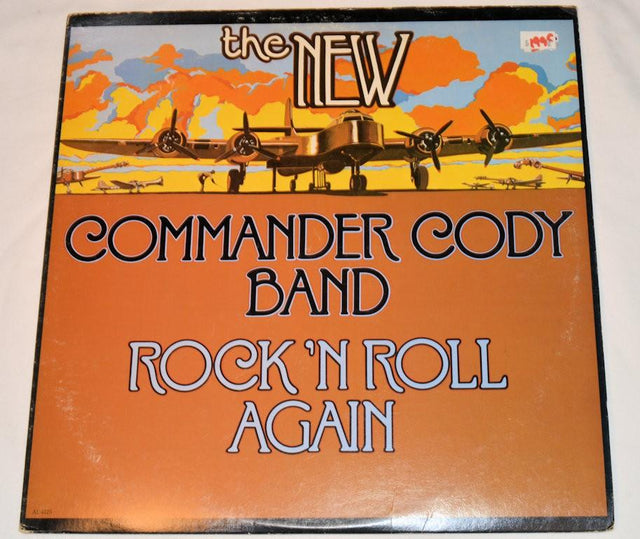 the NEW
COMMANDER CODY
BAND
ROCK 'N ROLL
AGAIN